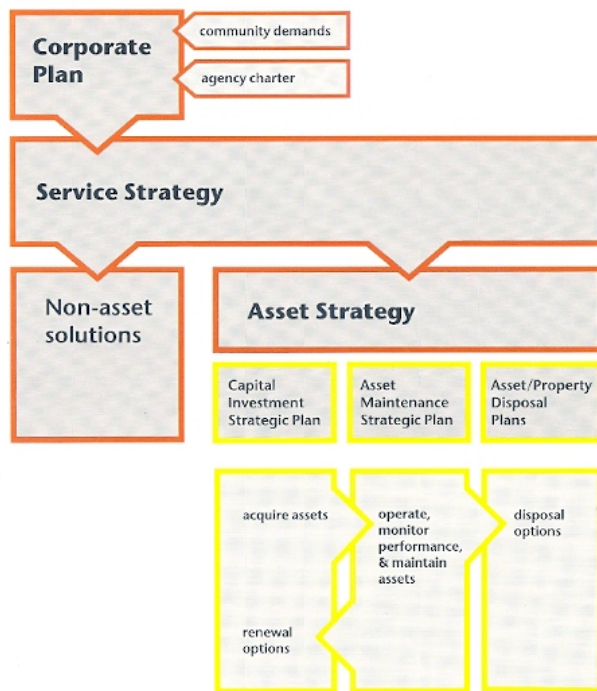 Corporate
Plan
community demands
agency charter
Service Strategy
Non-asset
solutions
Asset Strategy
Capital
Investment
Strategic Plan
Asset
Maintenance
Strategic Plan
Asset/Property
Disposal
Plans
acquire assets
operate,
monitor
performance,
& maintain
assets
disposal
options
renewal
options